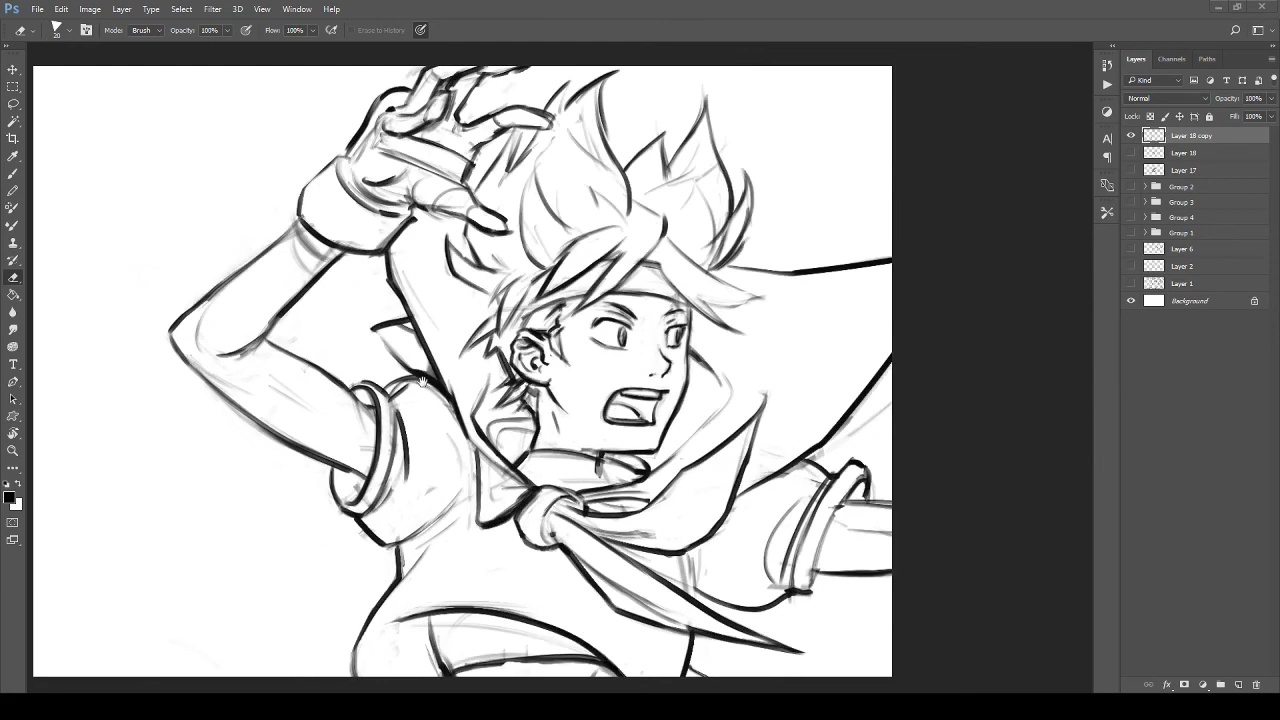 Ps File Edit Image Layer Type Select Filter 3D View Window Help
20 Mode: Brush Opacity: 100% Flow: 100% Erase to History
Layers Channels Paths
Kind
Normal Opacity: 100%
Lock: Fill: 100%
Layer 18 copy
Layer 18
Layer 17
Group 2
Group 3
Group 4
Group 1
Layer 6
Layer 2
Layer 1
Background